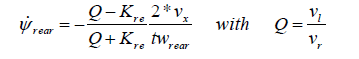 ψ̇_rear = − (Q − K_re)/(Q + K_re) (2*v_x)/(tw_rear) with Q = v_l/v_r